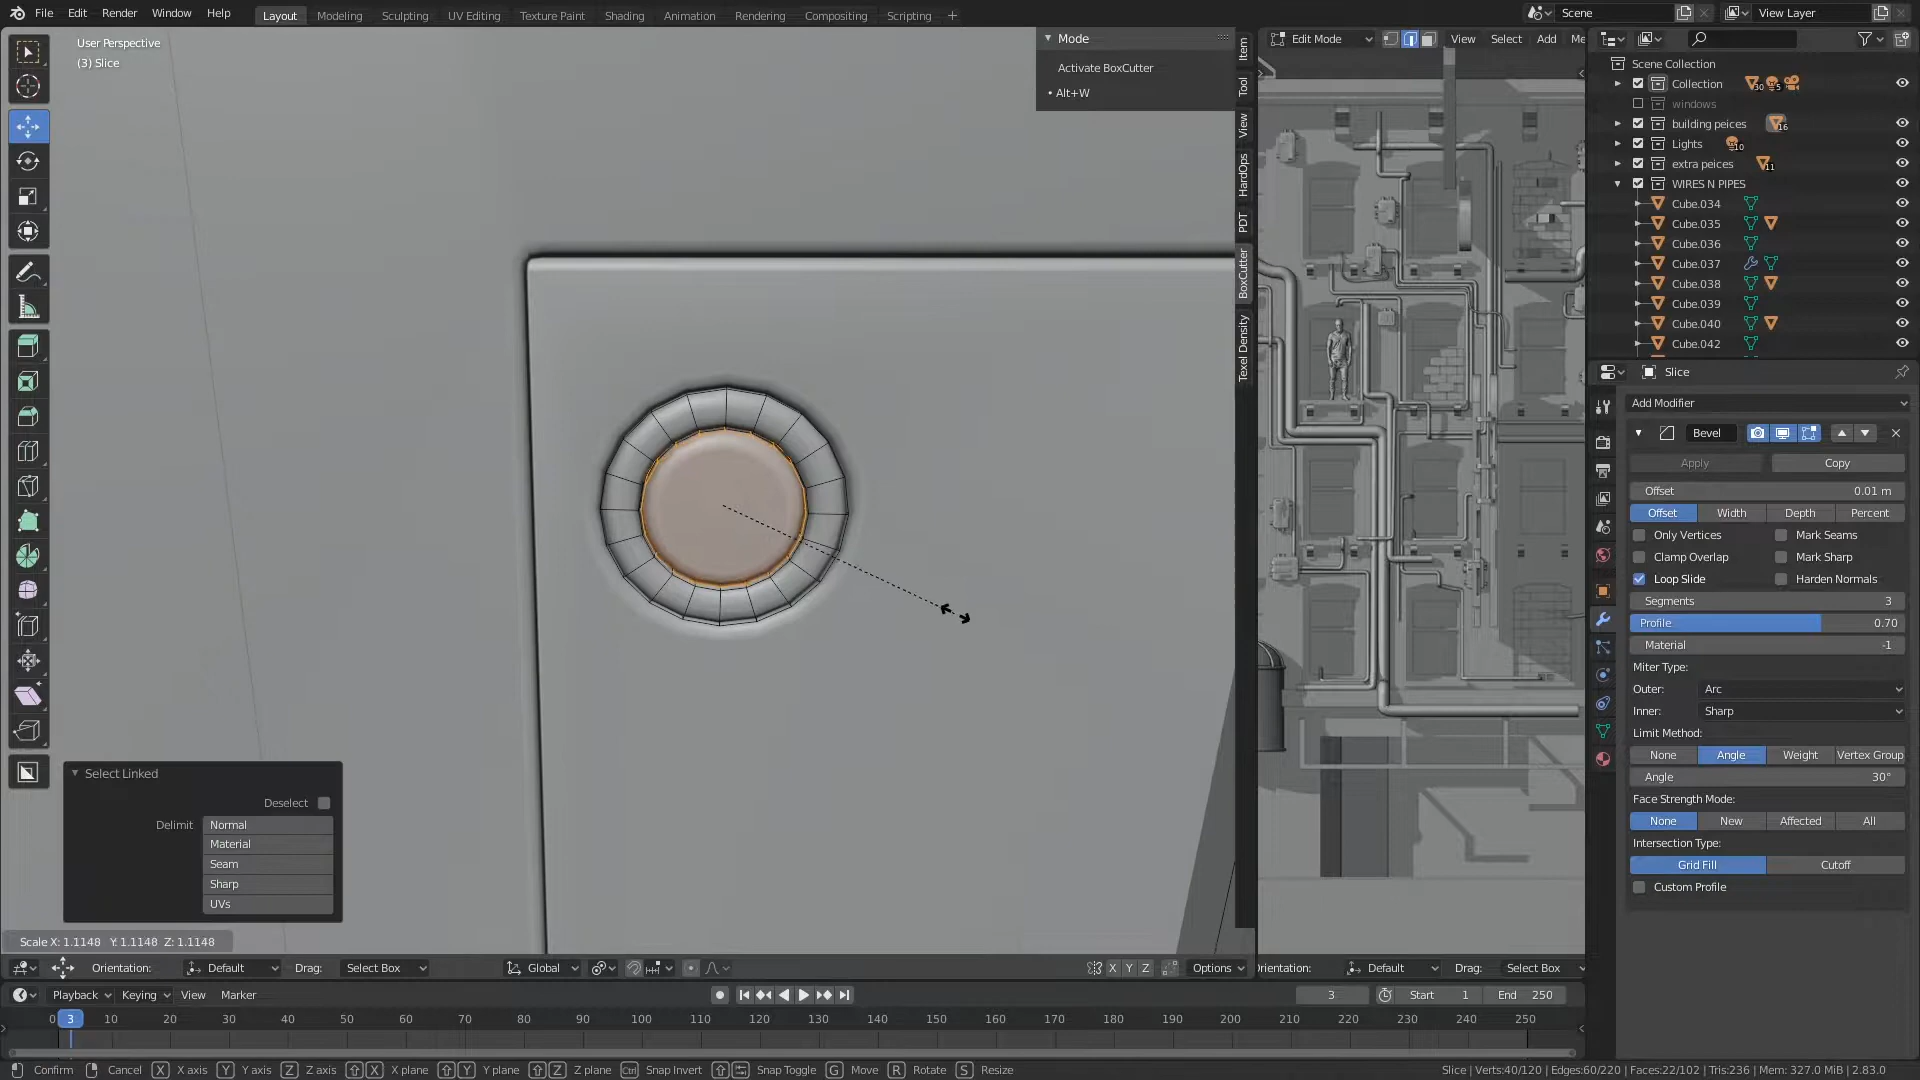 File Edit Render Window Help
Layout Modeling Sculpting UV Editing Texture Paint Shading Animation Rendering Compositing Scripting +
Scene
View Layer
User Perspective
(3) Slice
Mode
Activate BoxCutter
• Alt+W
Item
Tool
View
HardOps
PDT
BoxCutter
Texel Density
Edit Mode
View Select Add Me
Scene Collection
Collection 30 5
windows
building peices 16
Lights 10
extra peices 11
WIRES N PIPES
Cube.034
Cube.035
Cube.036
Cube.037
Cube.038
Cube.039
Cube.040
Cube.042
Slice
Add Modifier
Bevel
Apply Copy
Offset 0.01 m
Offset Width Depth Percent
Only Vertices Mark Seams
Clamp Overlap Mark Sharp
Loop Slide Harden Normals
Segments 3
Profile 0.70
Material -1
Miter Type:
Outer: Arc
Inner: Sharp
Limit Method:
None Angle Weight Vertex Group
Angle 30°
Face Strength Mode:
None New Affected All
Intersection Type:
Grid Fill Cutoff
Custom Profile
Select Linked
Deselect
Delimit Normal
Material
Seam
Sharp
UVs
Scale X: 1.1148 Y: 1.1148 Z: 1.1148
Orientation: Default Drag: Select Box Global X Y Z Options
Orientation: Default Drag: Select Box
Playback Keying View Marker 3 Start 1 End 250
0 3 10 20 30 40 50 60 70 80 90 100 110 120 130 140 150 160 170 180 190 200 210 220 230 240 250
Confirm Cancel X X axis Y Y axis Z Z axis X X plane Y Y plane Z Z plane Ctrl Snap Invert Snap Toggle G Move R Rotate S Resize
Slice | Verts:40/120 | Edges:60/220 | Faces:22/102 | Tris:236 | Mem: 327.0 MiB | 2.83.0